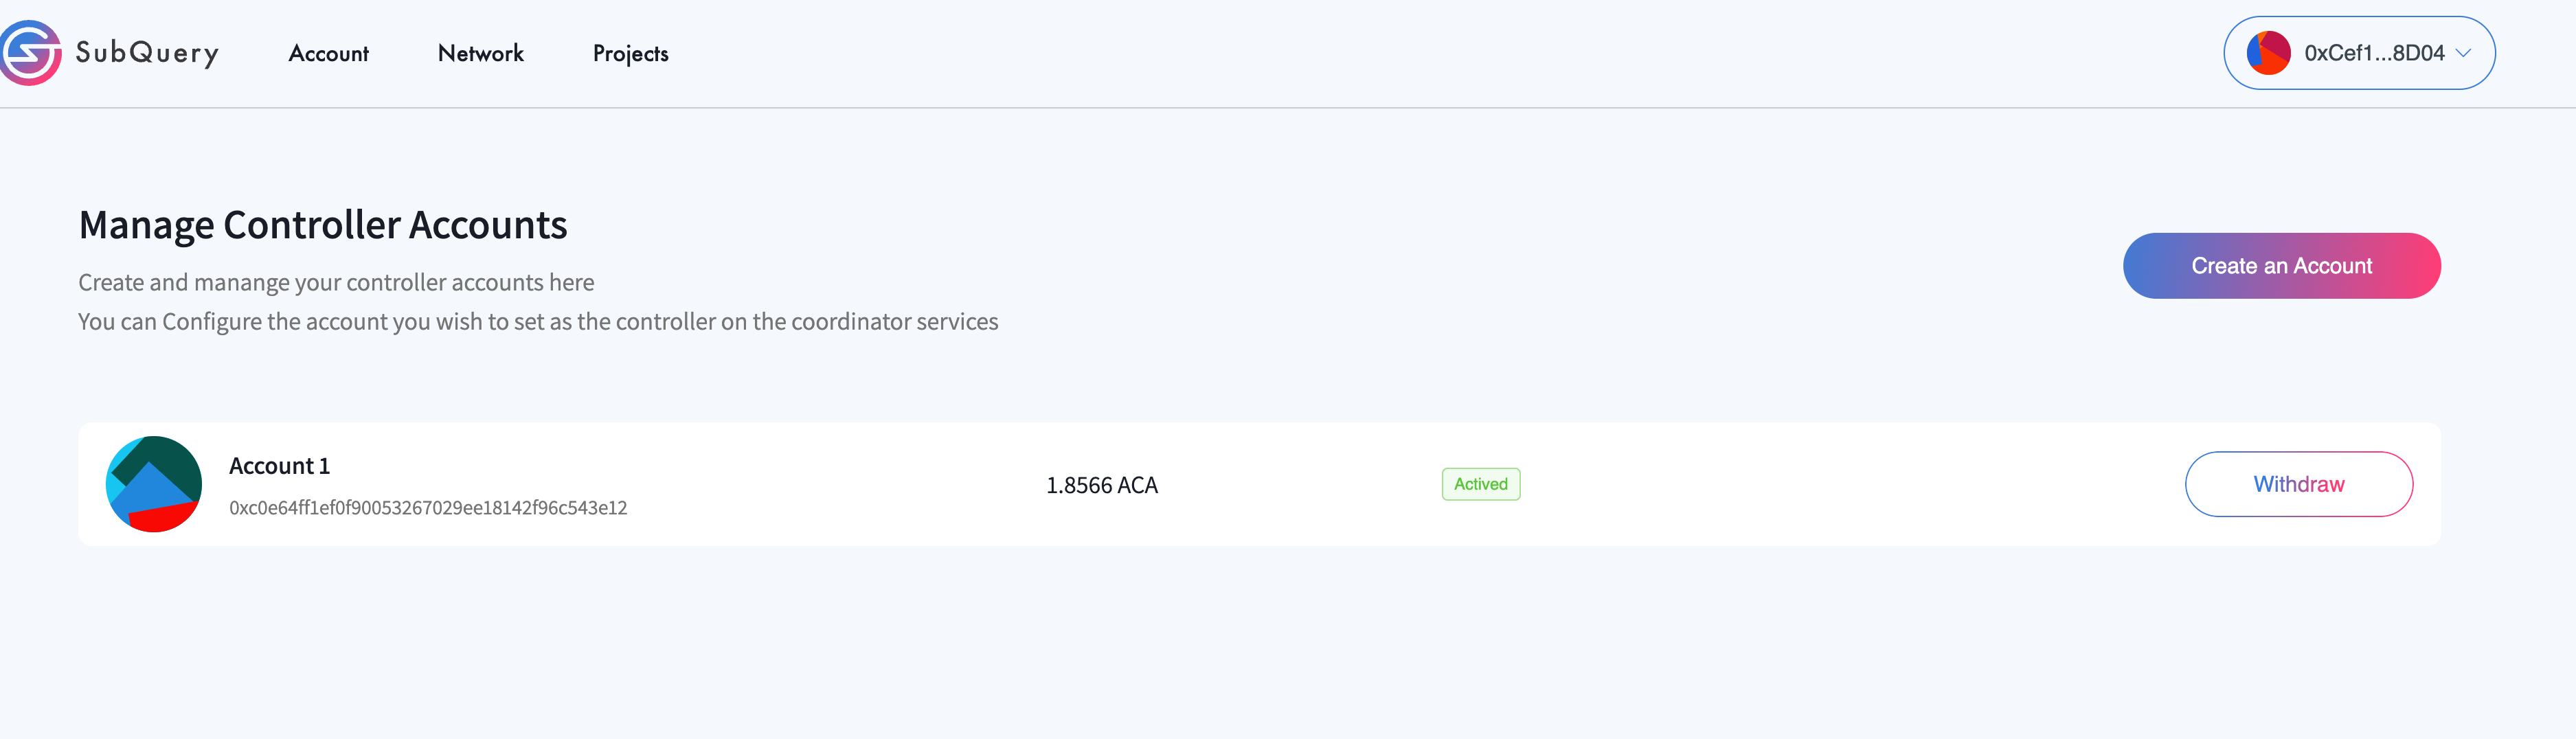 SubQuery
Account
Network
Projects
0xCef1...8D04
Manage Controller Accounts
Create and manange your controller accounts here
You can Configure the account you wish to set as the controller on the coordinator services
Create an Account
Account 1
0xc0e64ff1ef0f90053267029ee18142f96c543e12
1.8566 ACA
Actived
Withdraw